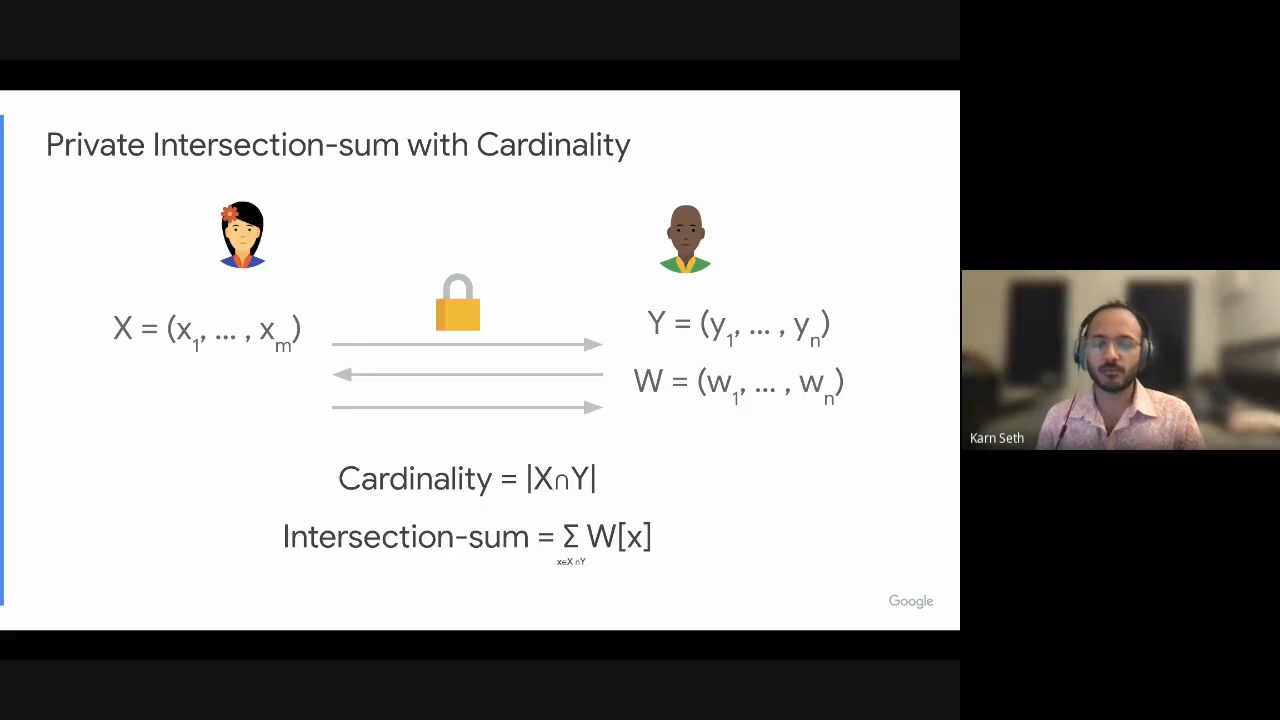 Private Intersection-sum with Cardinality
X = (x₁, ... , xₘ)
Y = (y₁, ... , yₙ)
W = (w₁, ... , wₙ)
Cardinality = |X∩Y|
Intersection-sum = Σ W[x]
x∈X∩Y
Google
Karn Seth